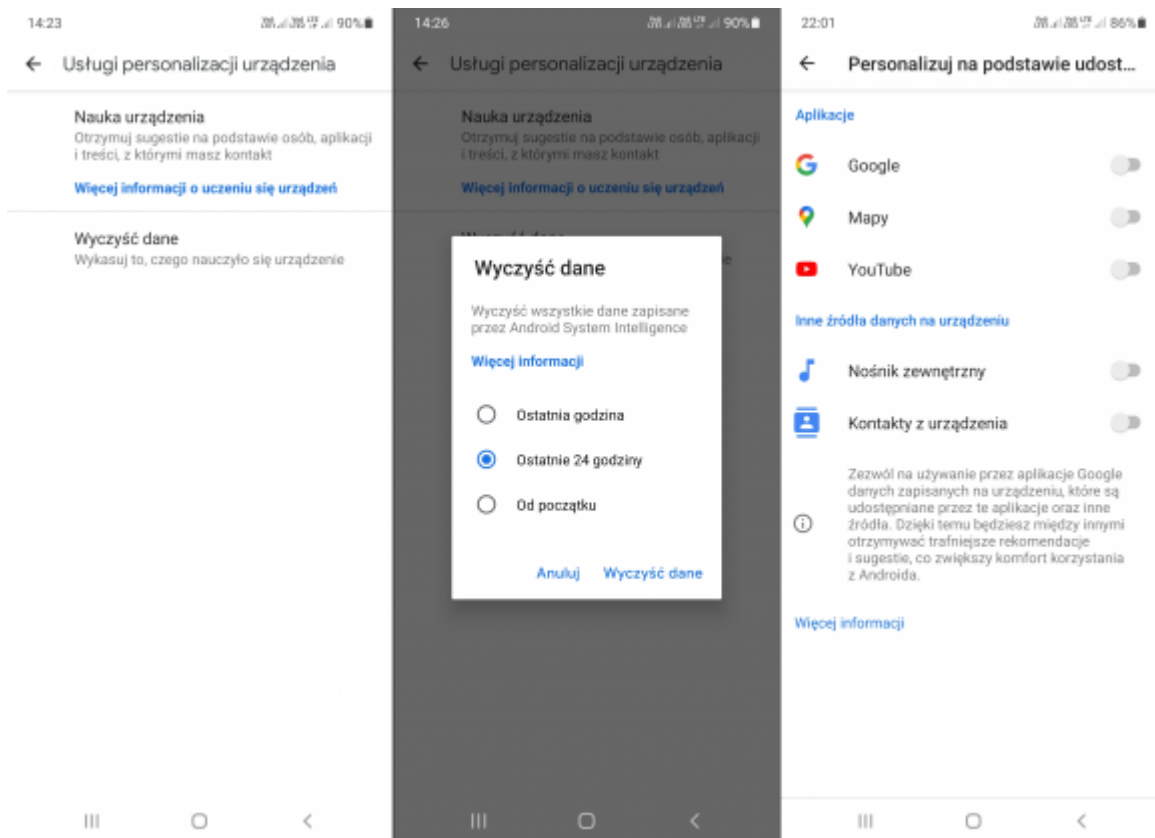 14:23
90%
Usługi personalizacji urządzenia
Nauka urządzenia
Otrzymuj sugestie na podstawie osób, aplikacji
i treści, z którymi masz kontakt
Więcej informacji o uczeniu się urządzeń
Wyczyść dane
Wykasuj to, czego nauczyło się urządzenie
14:26
90%
Usługi personalizacji urządzenia
Nauka urządzenia
Otrzymuj sugestie na podstawie osób, aplikacji
i treści, z którymi masz kontakt
Więcej informacji o uczeniu się urządzeń
Wyczyść dane
Wyczyść wszystkie dane zapisane
przez Android System Intelligence
Więcej informacji
Ostatnia godzina
Ostatnie 24 godziny
Od początku
Anuluj Wyczyść dane
22:01
86%
Personalizuj na podstawie udost...
Aplikacje
Google
Mapy
YouTube
Inne źródła danych na urządzeniu
Nośnik zewnętrzny
Kontakty z urządzenia
Zezwól na używanie przez aplikacje Google
danych zapisanych na urządzeniu, które są
udostępniane przez te aplikacje oraz inne
źródła. Dzięki temu będziesz między innymi
otrzymywać trafniejsze rekomendacje
i sugestie, co zwiększy komfort korzystania
z Androida.
Więcej informacji